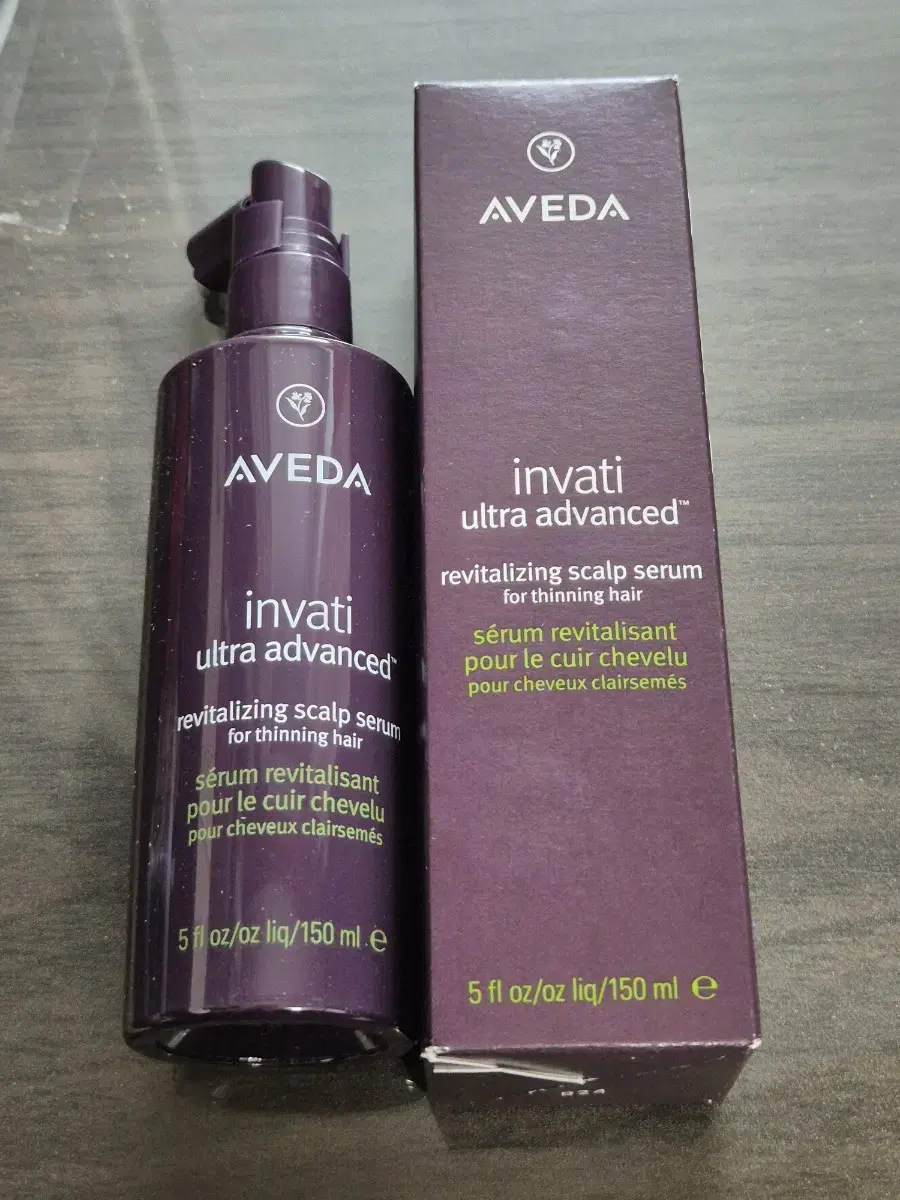 AVEDA
invati
ultra advanced™
revitalizing scalp serum
for thinning hair
sérum revitalisant
pour le cuir chevelu
pour cheveux clairsemés
5 fl oz/oz liq/150 ml ℮
AVEDA
invati
ultra advanced™
revitalizing scalp serum
for thinning hair
sérum revitalisant
pour le cuir chevelu
pour cheveux clairsemés
5 fl oz/oz liq/150 ml ℮